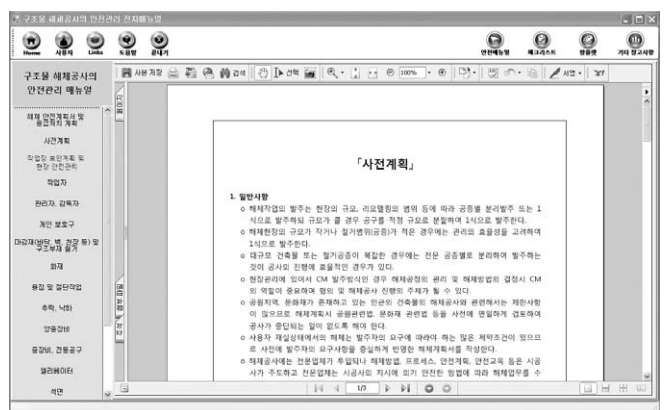 구조물 해체공사의 안전관리 전자매뉴얼
Home 사용자 Links 도움말 끝내기 안전매뉴얼 체크리스트 팜플렛 기타 참고사항
구조물 해체공사의
안전관리 매뉴얼
해체 안전계획서 및
응급처치 계획
사전계획
작업장 보안계획 및
현장 안전관리
작업자
관리자, 감독자
개인 보호구
마감재(바닥, 벽, 천장 등) 및
구조부재 철거
화재
용접 및 절단작업
추락, 낙하
양중장비
중장비, 전동공구
엘리베이터
석면
사본 저장 검색 선택 100% 서명
「사전계획」
1. 일반사항
o 해체작업의 발주는 현장의 규모, 리모델링의 범위 등에 따라 공종별 분리발주 또는 1
식으로 발주하되 규모가 클 경우 공구를 적정 규모로 분할하여 1식으로 발주한다.
o 해체현장의 규모가 작거나 철거범위(공종)가 적은 경우에는 관리의 효율성을 고려하여
1식으로 발주한다.
o 대규모 건축물 또는 철거공종이 복잡한 경우에는 전문 공종별로 분리하여 발주하는
것이 공사의 진행에 효율적인 경우가 있다.
o 현장관리에 있어서 CM 발주방식인 경우 해체공정의 관리 및 해체방법의 결정시 CM
의 역할이 중요하며 협의 및 해체공사 진행의 주체가 될 수 있다.
o 공원지역, 문화재가 존재하고 있는 인근의 건축물의 해체공사와 관련해서는 제한사항
이 많으므로 해체계획시 공원관련법, 문화재 관련법 등을 사전에 면밀하게 검토하여
공사가 중단되는 일이 없도록 해야 한다.
o 사용자 재실상태에서의 해체는 발주자의 요구에 따라야 하는 많은 제약조건이 있으므
로 사전에 발주자의 요구사항을 충실하게 반영한 해체계획서를 작성한다.
o 해체공사에는 전문업체가 투입되나 해체방법, 프로세스, 안전계획, 안전교육 등은 시공
사가 주도하고 전문업체는 시공사의 지시에 의거 안전한 방법에 따라 해체업무를 수
1/3